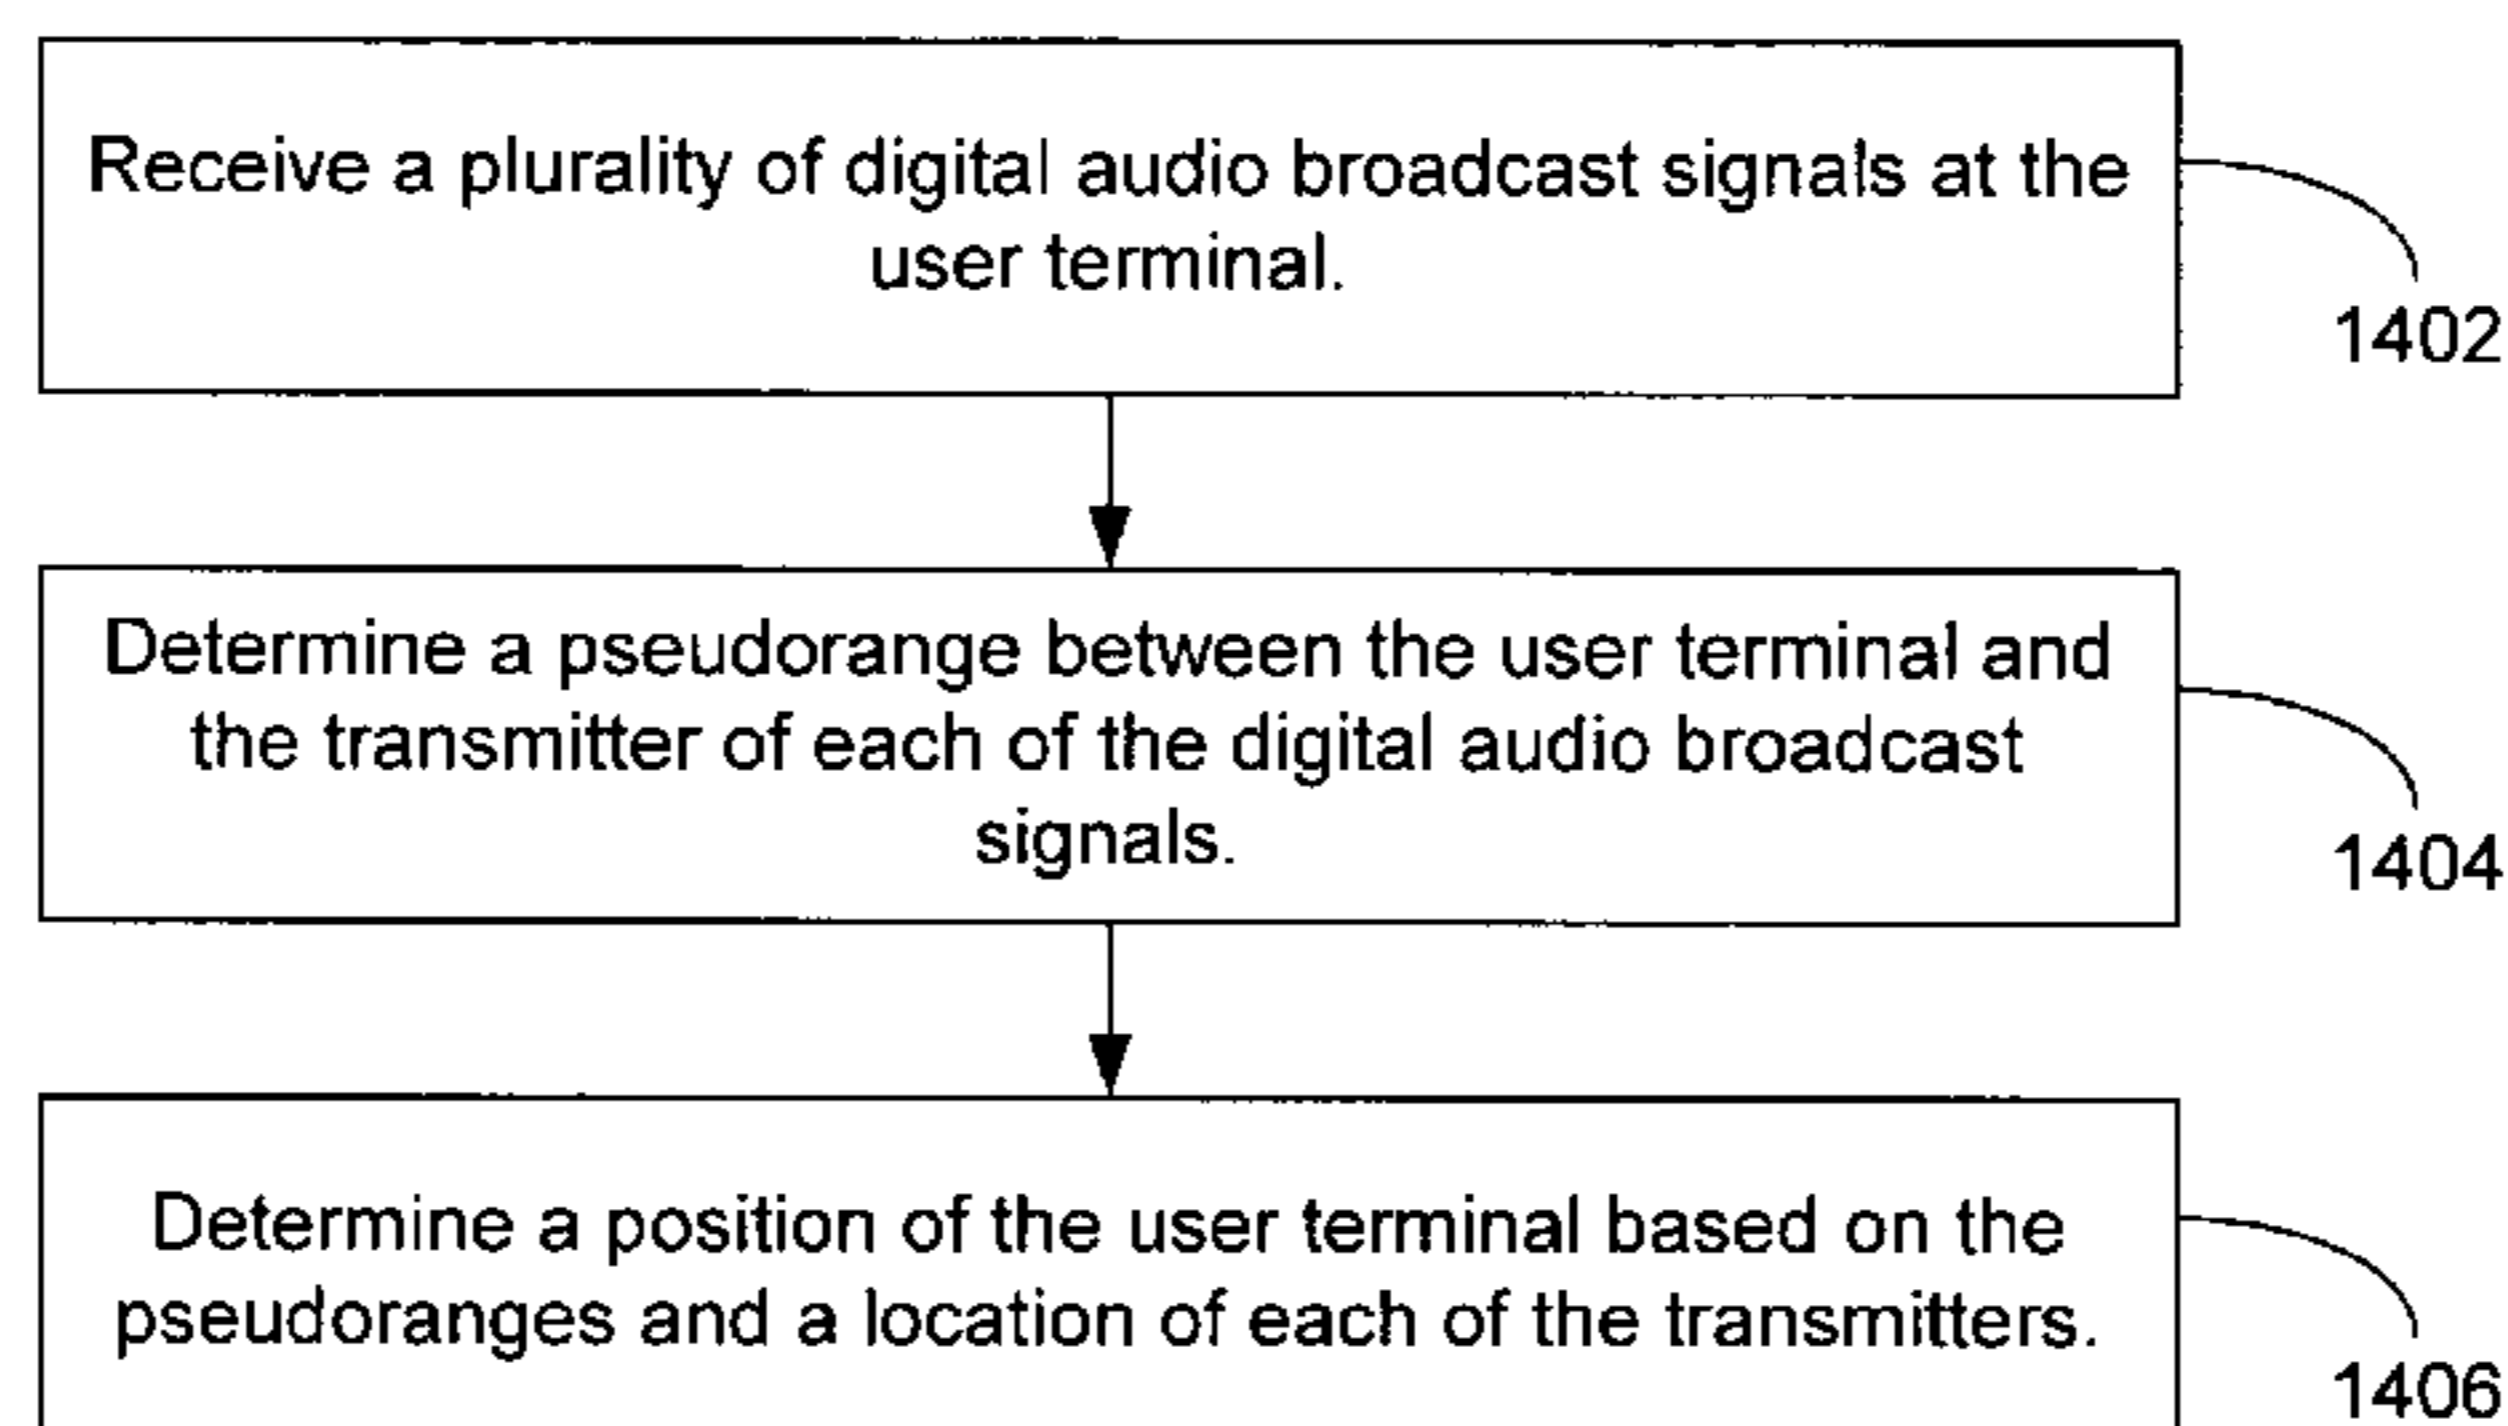 Receive a plurality of digital audio broadcast signals at the
user terminal.
1402
Determine a pseudorange between the user terminal and
the transmitter of each of the digital audio broadcast
signals.
1404
Determine a position of the user terminal based on the
pseudoranges and a location of each of the transmitters.
1406